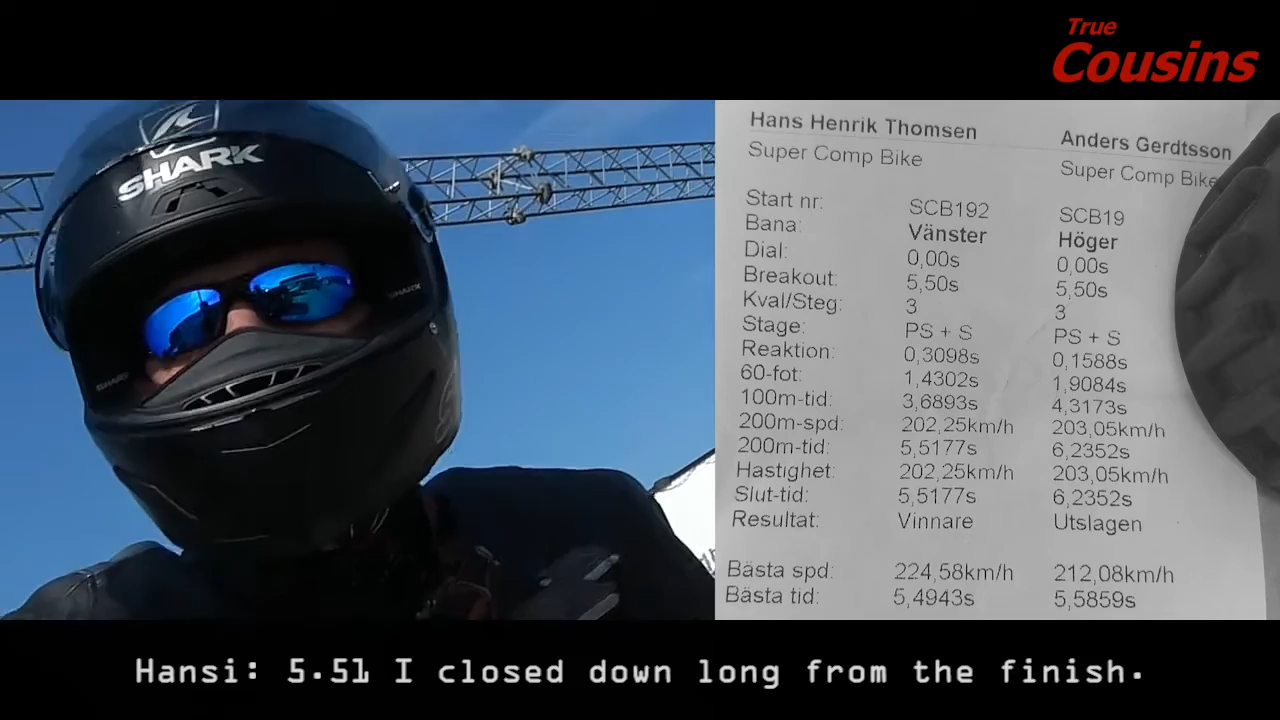 True
Cousins
SHARK
SHARK
SHARK
Hans Henrik Thomsen Anders Gerdtsson
Super Comp Bike Super Comp Bike
Start nr: SCB192 SCB19
Bana: Vänster Höger
Dial: 0,00s 0,00s
Breakout: 5,50s 5,50s
Kval/Steg: 3 3
Stage: PS + S PS + S
Reaktion: 0,3098s 0,1588s
60-fot: 1,4302s 1,9084s
100m-tid: 3,6893s 4,3173s
200m-spd: 202,25km/h 203,05km/h
200m-tid: 5,5177s 6,2352s
Hastighet: 202,25km/h 203,05km/h
Slut-tid: 5,5177s 6,2352s
Resultat: Vinnare Utslagen
Bästa spd: 224,58km/h 212,08km/h
Bästa tid: 5,4943s 5,5859s
Hansi: 5.51 I closed down long from the finish.